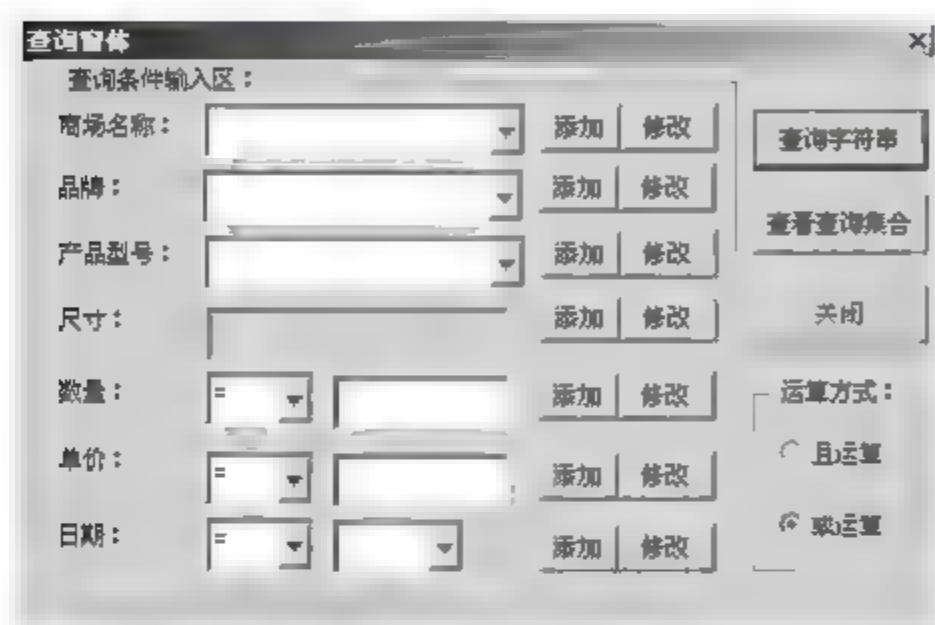 查询窗体
查询条件输入区：
商场名称： 添加 修改 查询字符串
品牌： 添加 修改 查看查询集合
产品型号： 添加 修改
尺寸： 添加 修改 关闭
数量： = 添加 修改 运算方式：
单价： = 添加 修改 且运算
日期： = 添加 修改 或运算